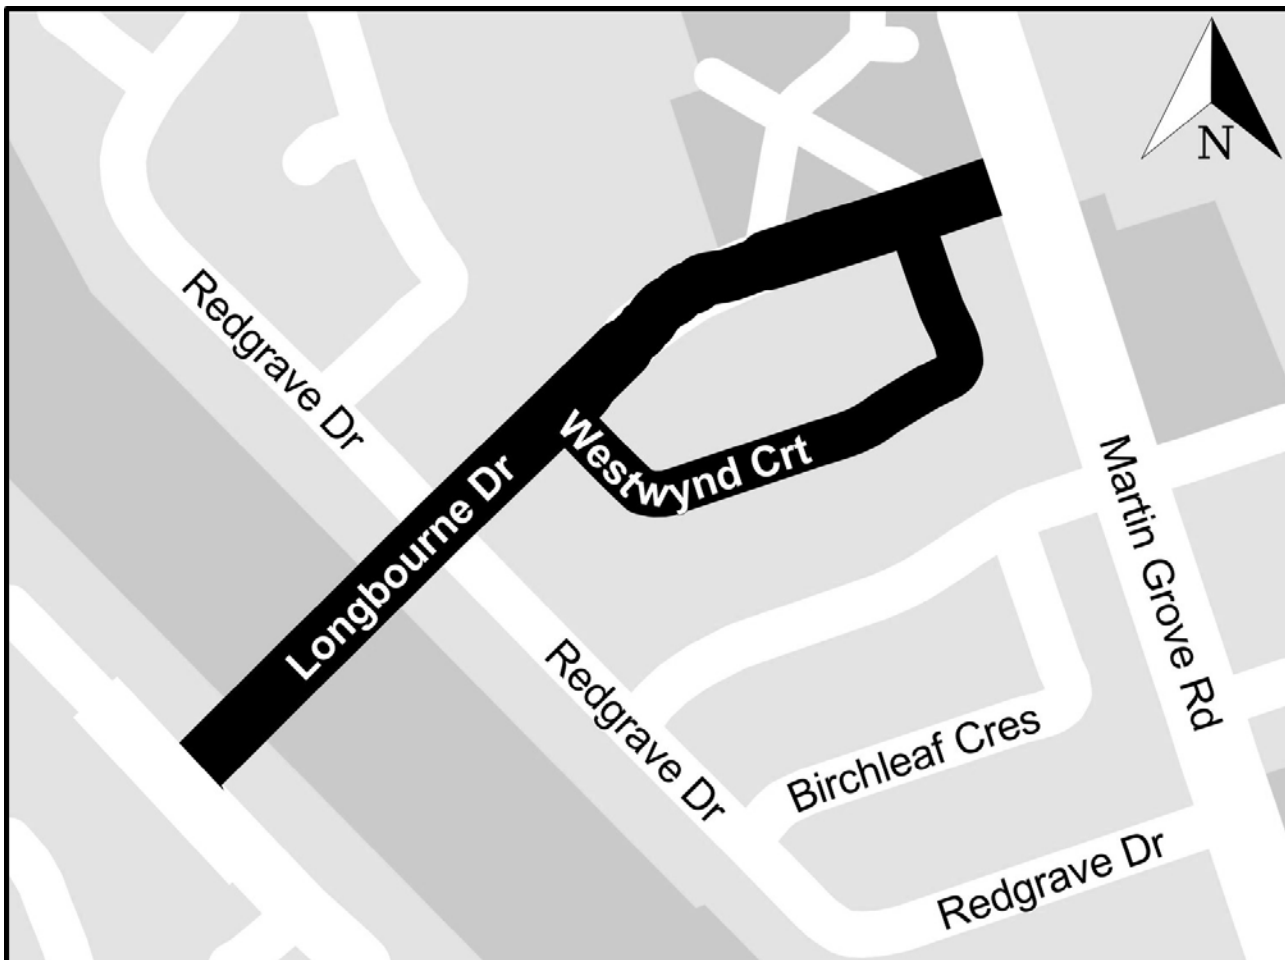 N
Redgrave Dr
Westwynd Crt
Longbourne Dr
Martin Grove Rd
Redgrave Dr
Birchleaf Cres
Redgrave Dr